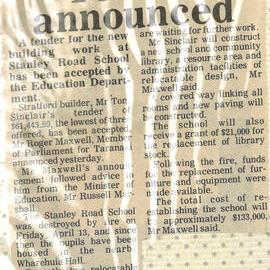 announced
A tender for the new
building work at
Stanley Road School
has been accepted by
the Education Depart-
ment.
Stratford builder, Mr Tom
Sinclair's tender of
$61,443.50, the lowest of three
offered, has been accepted,
Mr Roger Maxwell, Member
of Parliament for Taranaki
announced yesterday.
Mr Maxwell's announce-
cement followed advice to
him from the Minister of
Education, Mr Russell Mar-
shall.
The Stanley Road School
was destroyed by fire on
Friday, April 13, and since
then the pupils have been
housed in the nearby
Wharehuia Hall.
relocatable
are waiting for further work.
Mr Sinclair will construct
a new school and community
library, a resource area and
administration facilities of
relocatable design, Mr
Maxwell said.
A covered way linking all
rooms and new paving will
be constructed.
The school will also
receive a grant of $21,000 for
the replacement of library
stock.
Following the fire, funds
for the replacement of fur-
niture and equipment were
made available.
The total cost of re-
establishing the school will
be approximately $133,000,
Mr Maxwell said.